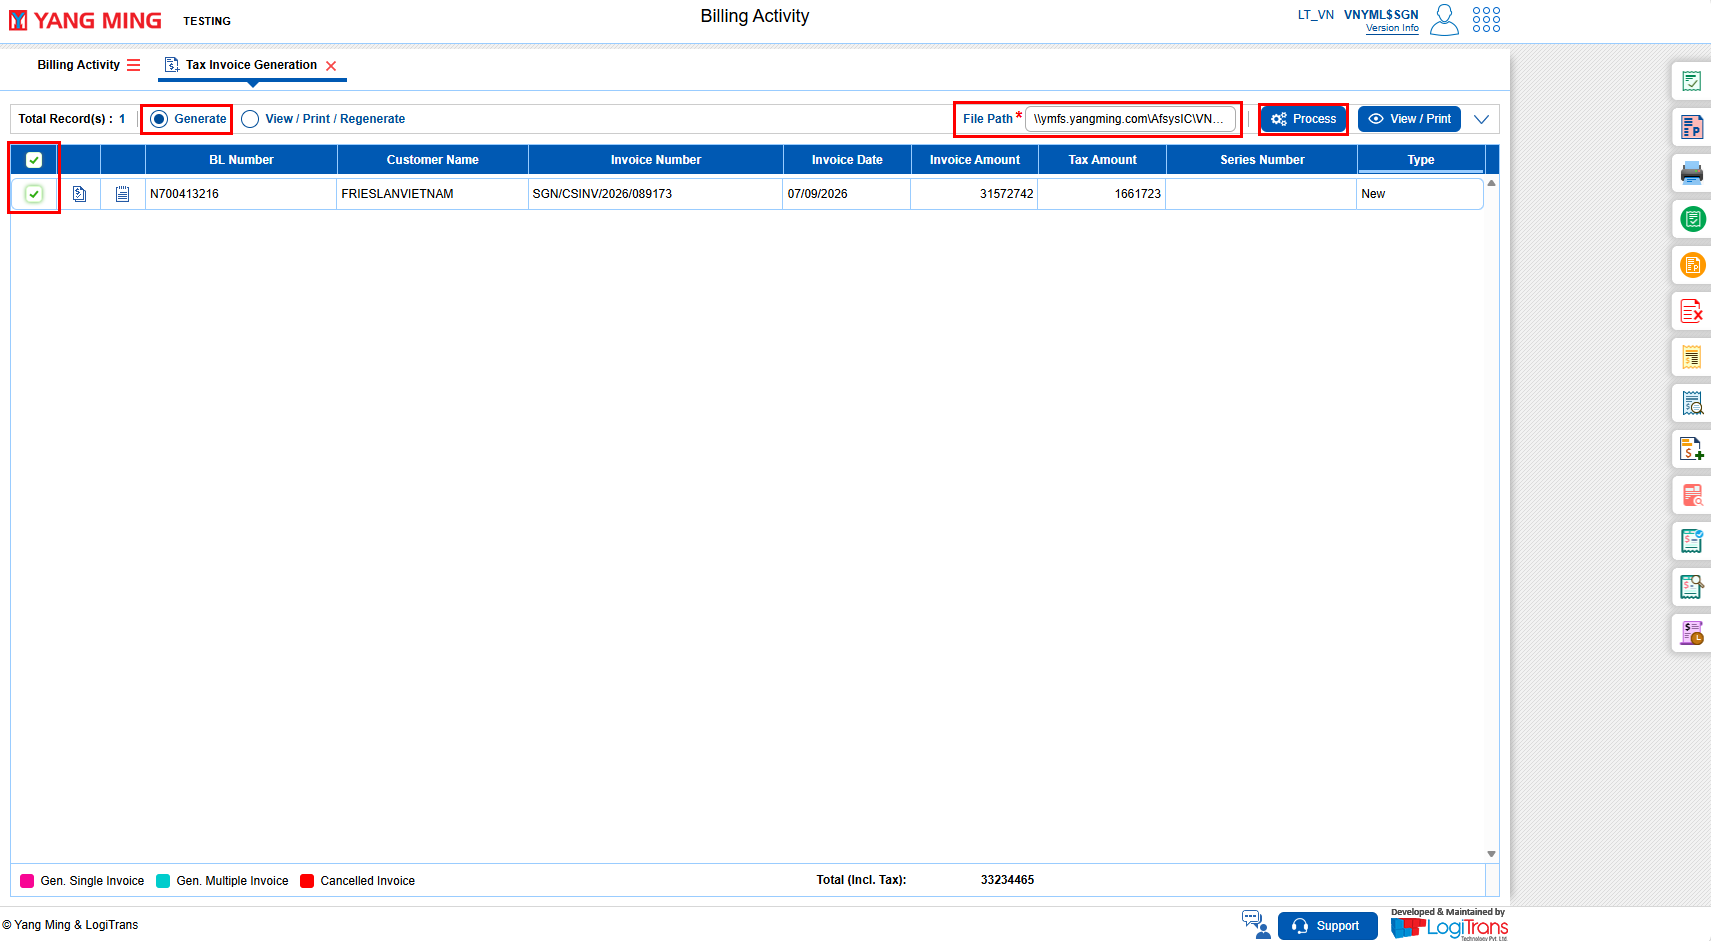 YANG MING TESTING Billing Activity LT_VN VNYML$SGN
Version Info
Billing Activity Tax Invoice Generation
Total Record(s) : 1 Generate View / Print / Regenerate File Path * \\ymfs.yangming.com\AfsysIC\VN... Process View / Print
BL Number Customer Name Invoice Number Invoice Date Invoice Amount Tax Amount Series Number Type
N700413216 FRIESLANVIETNAM SGN/CSINV/2026/089173 07/09/2026 31572742 1661723 New
Gen. Single Invoice Gen. Multiple Invoice Cancelled Invoice Total (Incl. Tax): 33234465
© Yang Ming & LogiTrans Support
Developed & Maintained by
LogiTrans
Technology Pvt. Ltd.